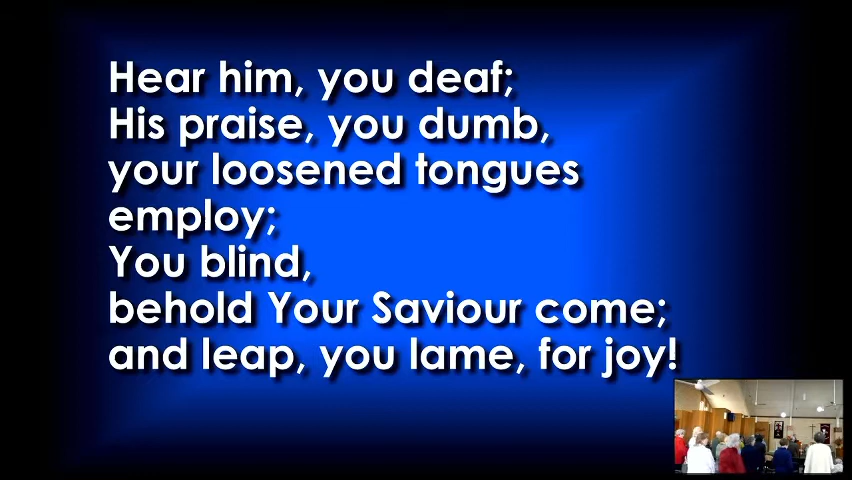 Hear him, you deaf;
His praise, you dumb,
your loosened tongues
employ;
You blind,
behold Your Saviour come;
and leap, you lame, for joy!